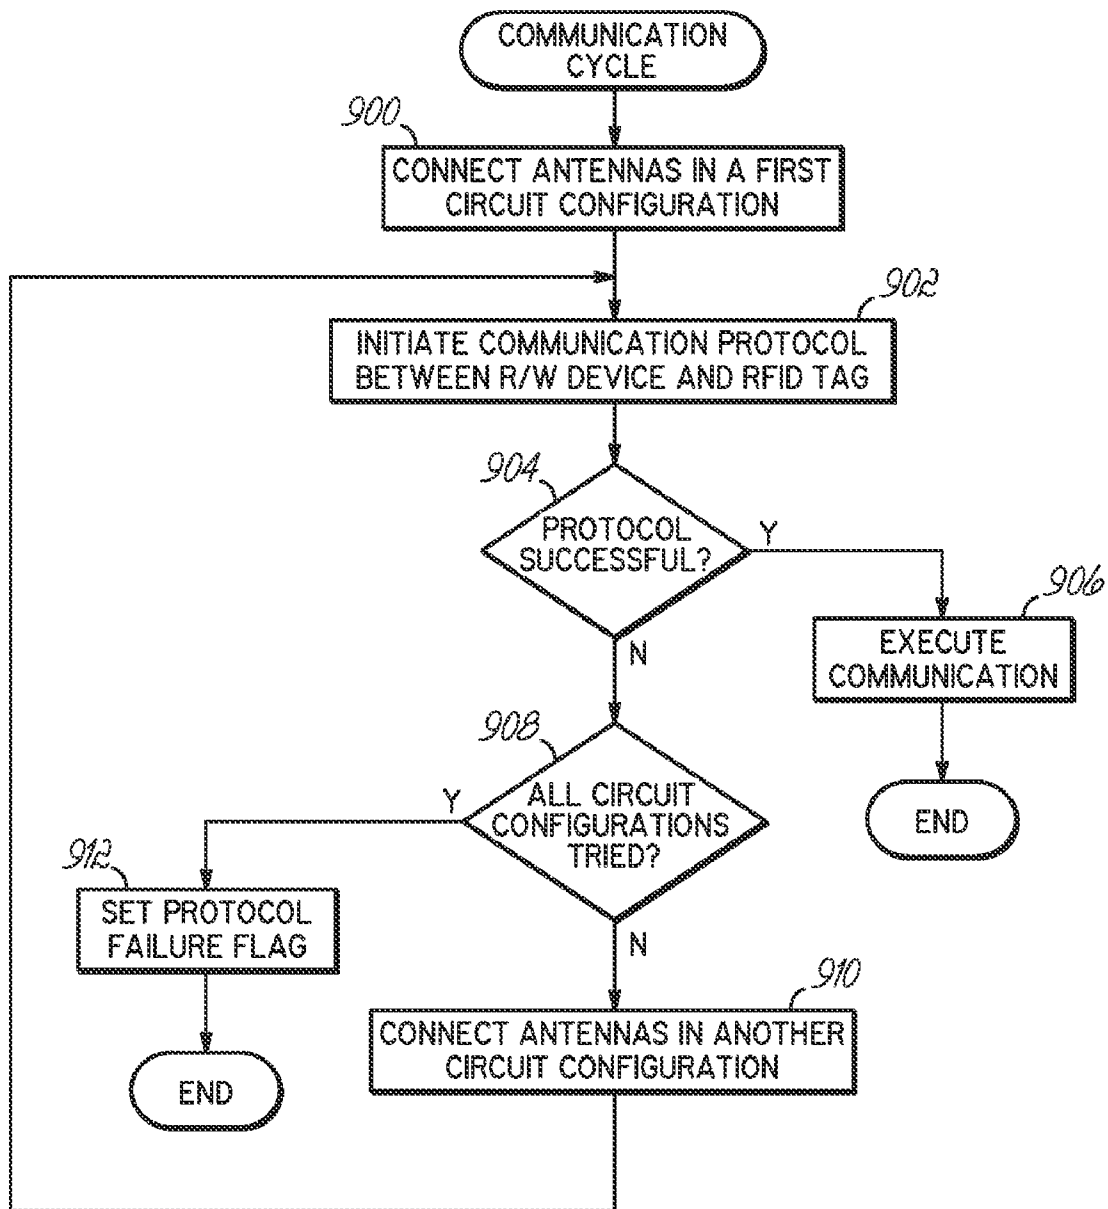 COMMUNICATION
CYCLE
900
CONNECT ANTENNAS IN A FIRST
CIRCUIT CONFIGURATION
902
INITIATE COMMUNICATION PROTOCOL
BETWEEN R/W DEVICE AND RFID TAG
904
PROTOCOL
SUCCESSFUL?
Y
N
906
EXECUTE
COMMUNICATION
END
908
ALL CIRCUIT
CONFIGURATIONS
TRIED?
Y
N
912
SET PROTOCOL
FAILURE FLAG
END
910
CONNECT ANTENNAS IN ANOTHER
CIRCUIT CONFIGURATION